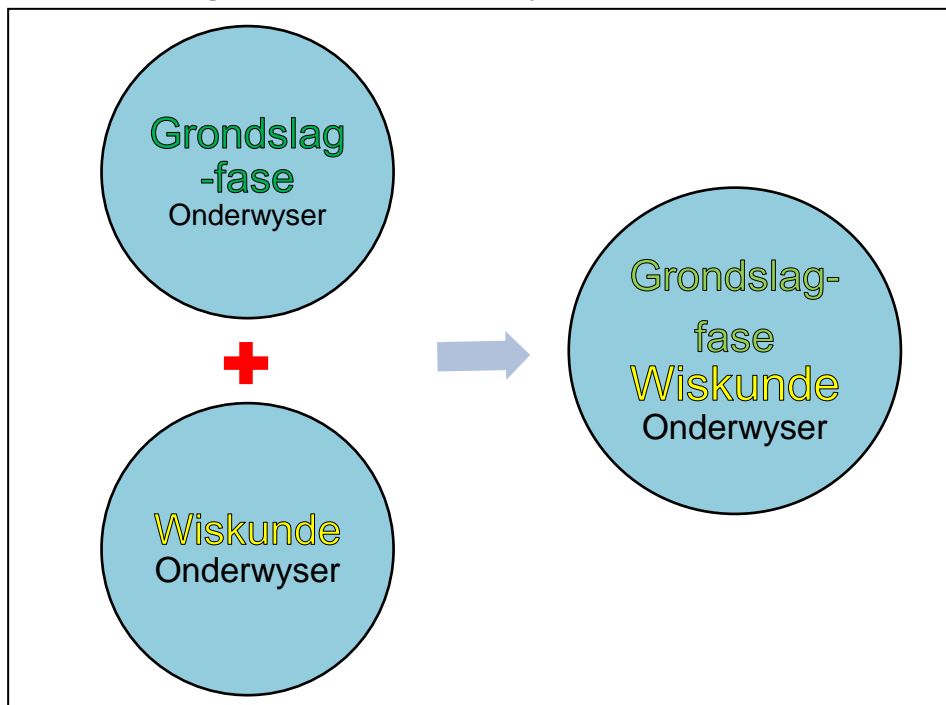 Grondslag
-fase
Onderwyser
Wiskunde
Onderwyser
Grondslag-
fase
Wiskunde
Onderwyser